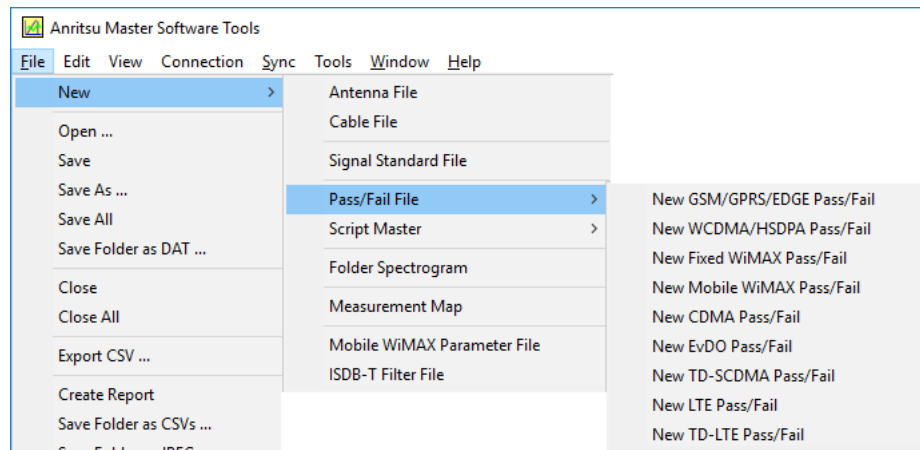 Anritsu Master Software Tools
File Edit View Connection Sync Tools Window Help
New >
Open ...
Save
Save As ...
Save All
Save Folder as DAT ...
Close
Close All
Export CSV ...
Create Report
Save Folder as CSVs ...
Antenna File
Cable File
Signal Standard File
Pass/Fail File >
Script Master >
Folder Spectrogram
Measurement Map
Mobile WiMAX Parameter File
ISDB-T Filter File
New GSM/GPRS/EDGE Pass/Fail
New WCDMA/HSDPA Pass/Fail
New Fixed WiMAX Pass/Fail
New Mobile WiMAX Pass/Fail
New CDMA Pass/Fail
New EvDO Pass/Fail
New TD-SCDMA Pass/Fail
New LTE Pass/Fail
New TD-LTE Pass/Fail